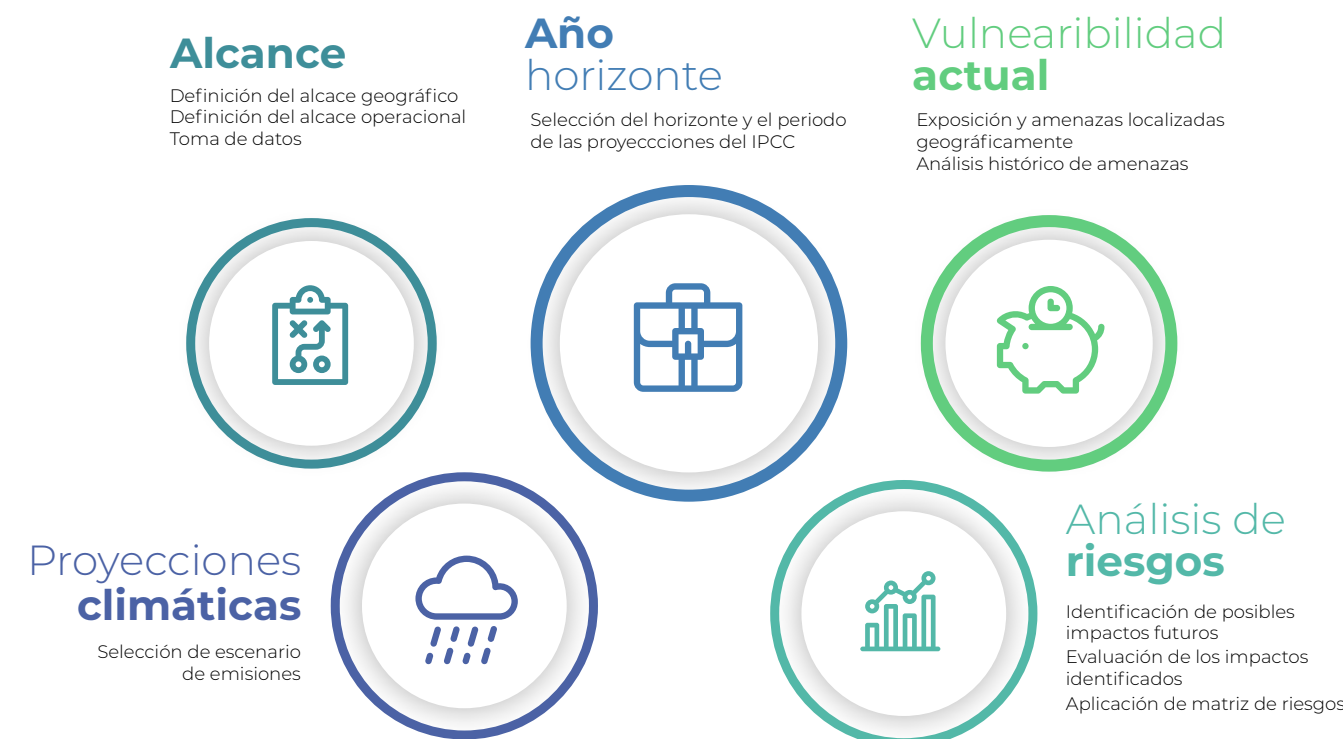 Alcance
Definición del alcace geográfico
Definición del alcace operacional
Toma de datos
Año
horizonte
Selección del horizonte y el periodo
de las proyeccciones del IPCC
Vulnearibilidad
actual
Exposición y amenazas localizadas
geográficamente
Análisis histórico de amenazas
Proyecciones
climáticas
Selección de escenario
de emisiones
Análisis de
riesgos
Identificación de posibles
impactos futuros
Evaluación de los impactos
identificados
Aplicación de matriz de riesgos